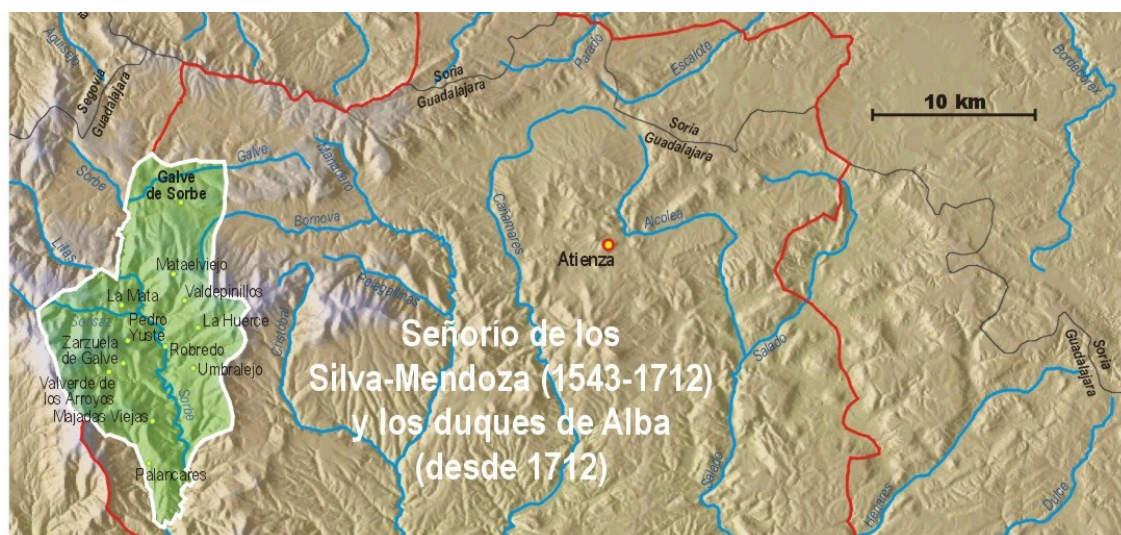 Aguisejo
Segovia
Guadalajara
Soria
Guadalajara
Parado
Escalote
Bordecorex
10 km
Soria
Guadalajara
Sorbe
Galve
Manadero
Galve
de Sorbe
Lillas
Bornova
Cañamares
Alcolea
Atienza
Mataelviejo
Pelagallinas
La Mata
Valdepinillos
Sonsaz
Pedro
Yuste
La Huerce
Cristóbal
Zarzuela
de Galve
Robredo
Umbralejo
Valverde de
los Arroyos
Majadas Viejas
Sorbe
Palancares
Señorío de los
Silva-Mendoza (1543-1712)
y los duques de Alba
(desde 1712)
Salado
Salado
Soria
Guadalajara
Henares
Dulce